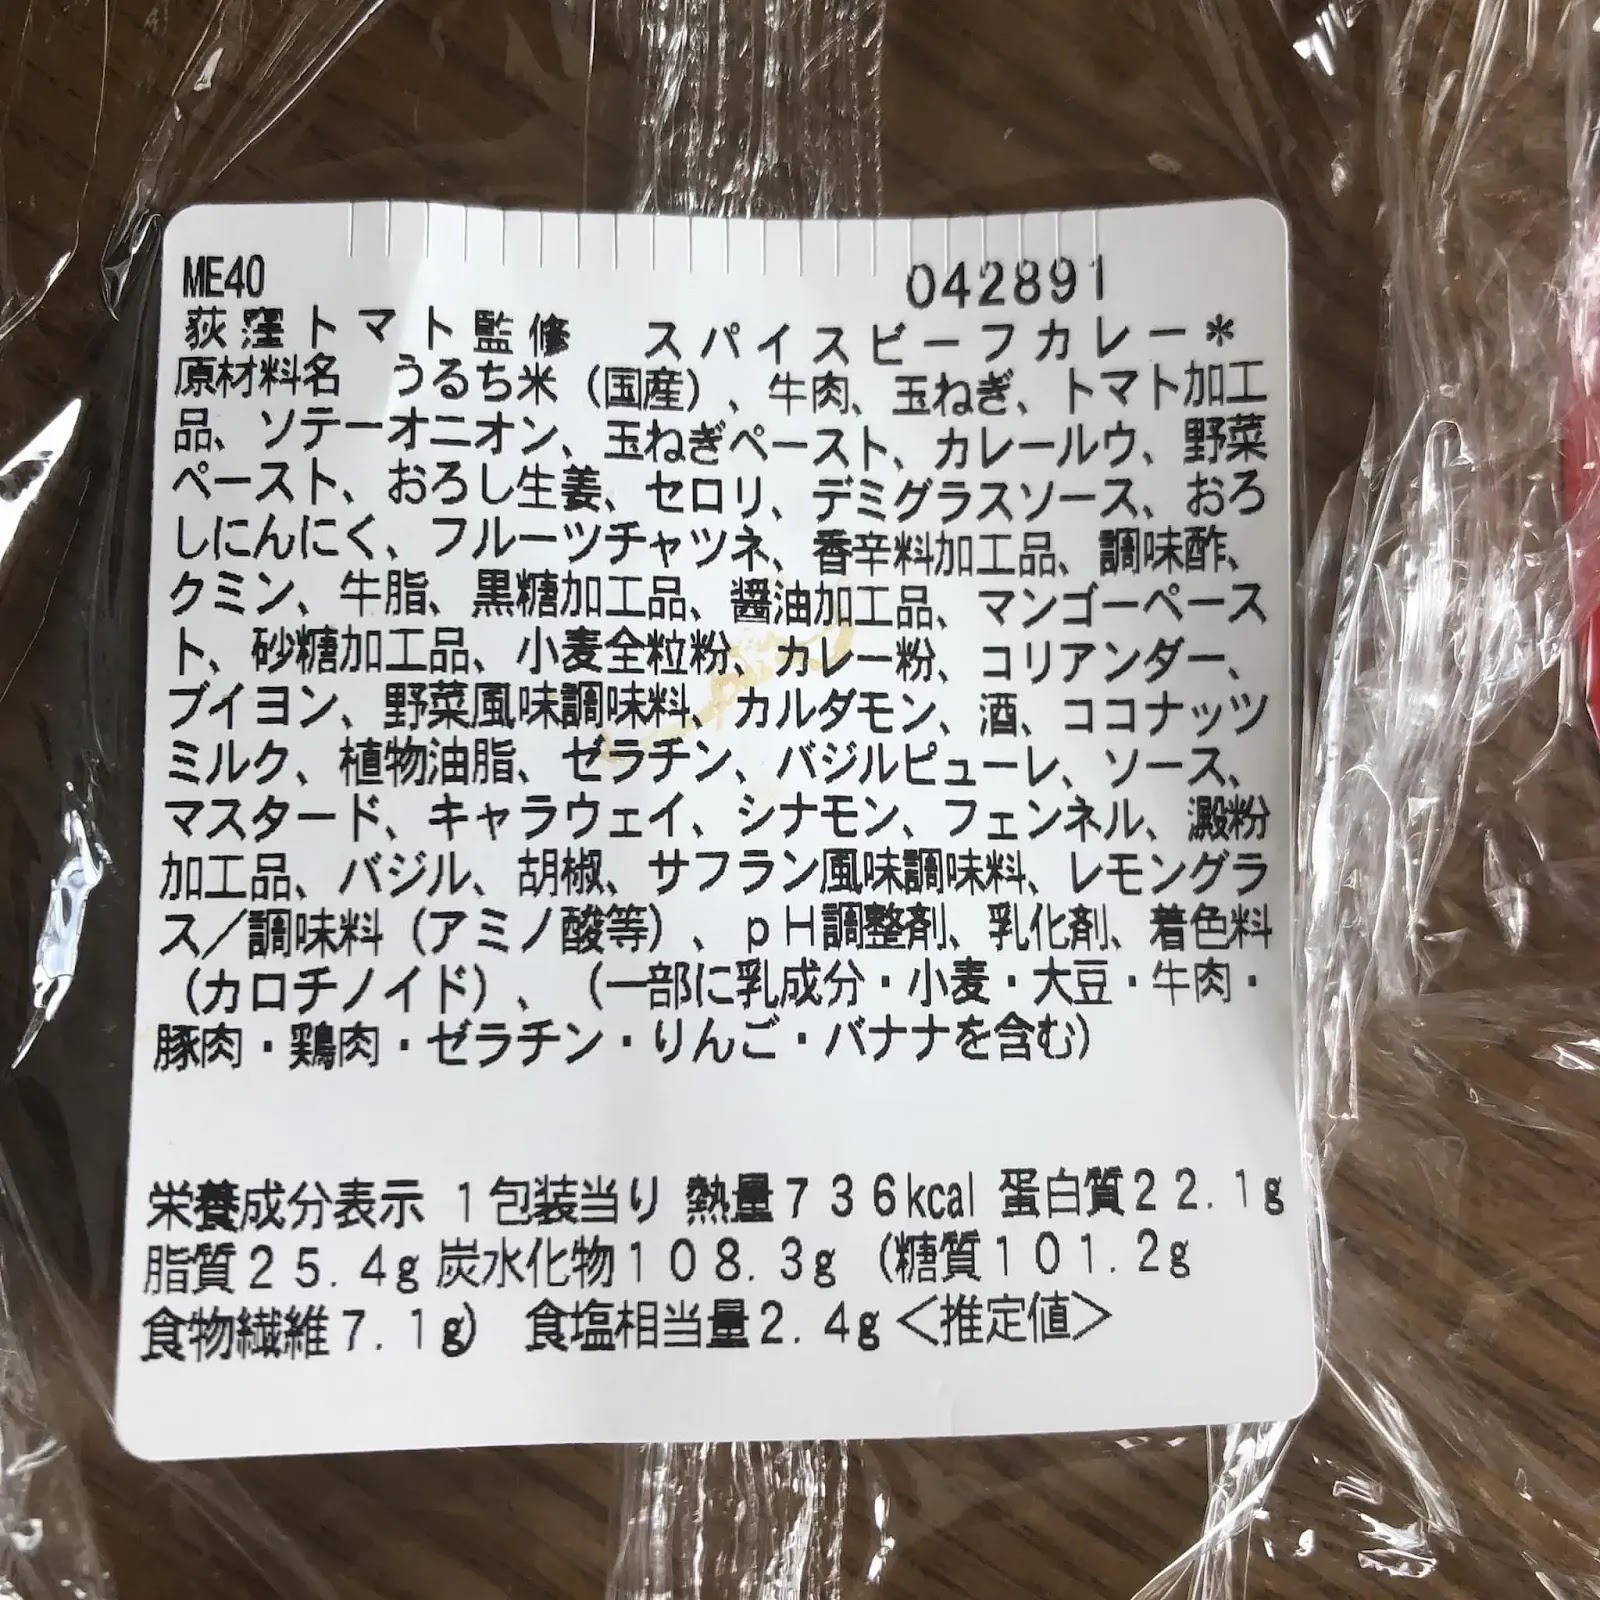 ME40 042891
荻窪トマト監修 スパイスビーフカレー*
原材料名 うるち米(国産)、牛肉、玉ねぎ、トマト加工
品、ソテーオニオン、玉ねぎペースト、カレールウ、野菜
ペースト、おろし生姜、セロリ、デミグラスソース、おろ
しにんにく、フルーツチャツネ、香辛料加工品、調味酢、
クミン、牛脂、黒糖加工品、醤油加工品、マンゴーペース
ト、砂糖加工品、小麦全粒粉、カレー粉、コリアンダー、
ブイヨン、野菜風味調味料、カルダモン、酒、ココナッツ
ミルク、植物油脂、ゼラチン、バジルピューレ、ソース、
マスタード、キャラウェイ、シナモン、フェンネル、澱粉
加工品、バジル、胡椒、サフラン風味調味料、レモングラ
ス/調味料(アミノ酸等)、pH調整剤、乳化剤、着色料
(カロチノイド)、(一部に乳成分・小麦・大豆・牛肉・
豚肉・鶏肉・ゼラチン・りんご・バナナを含む)
栄養成分表示 1包装当り 熱量736kcal 蛋白質22.1g
脂質25.4g 炭水化物108.3g (糖質101.2g
食物繊維7.1g) 食塩相当量2.4g<推定値>